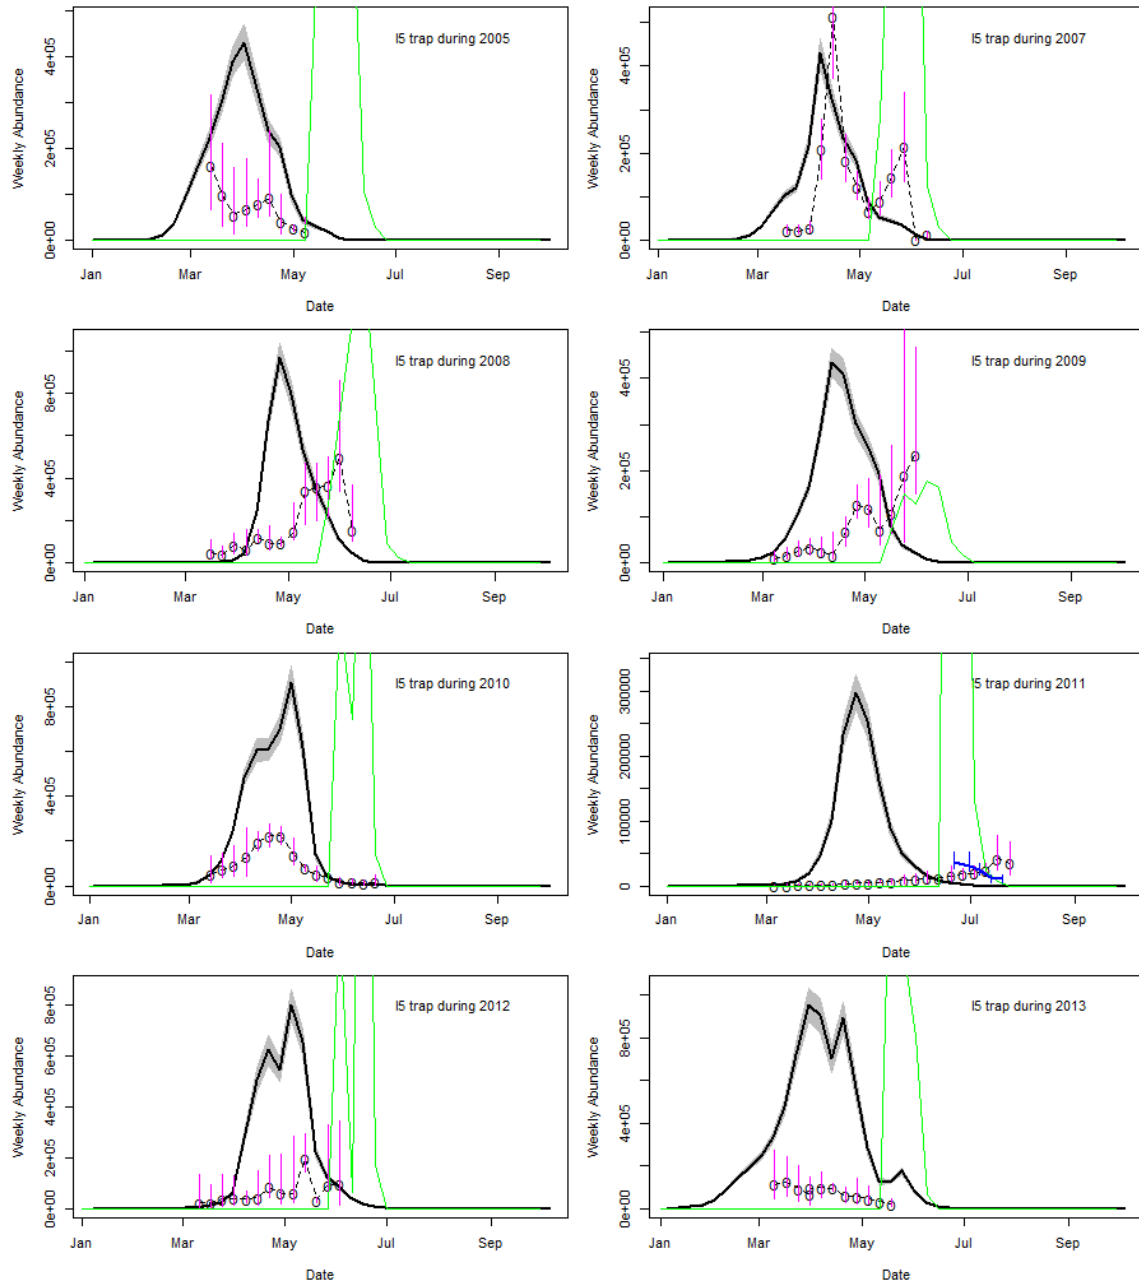 I5 trap during 2005
Weekly Abundance
0e+00 2e+05 4e+05
Jan Mar May Jul Sep
Date
I5 trap during 2007
Weekly Abundance
0e+00 2e+05 4e+05
Jan Mar May Jul Sep
Date
I5 trap during 2008
Weekly Abundance
0e+00 4e+05 8e+05
Jan Mar May Jul Sep
Date
I5 trap during 2009
Weekly Abundance
0e+00 2e+05 4e+05
Jan Mar May Jul Sep
Date
I5 trap during 2010
Weekly Abundance
0e+00 4e+05 8e+05
Jan Mar May Jul Sep
Date
I5 trap during 2011
Weekly Abundance
0 100000 200000 300000
Jan Mar May Jul Sep
Date
I5 trap during 2012
Weekly Abundance
0e+00 2e+05 4e+05 6e+05 8e+05
Jan Mar May Jul Sep
Date
I5 trap during 2013
Weekly Abundance
0e+00 4e+05 8e+05
Jan Mar May Jul Sep
Date